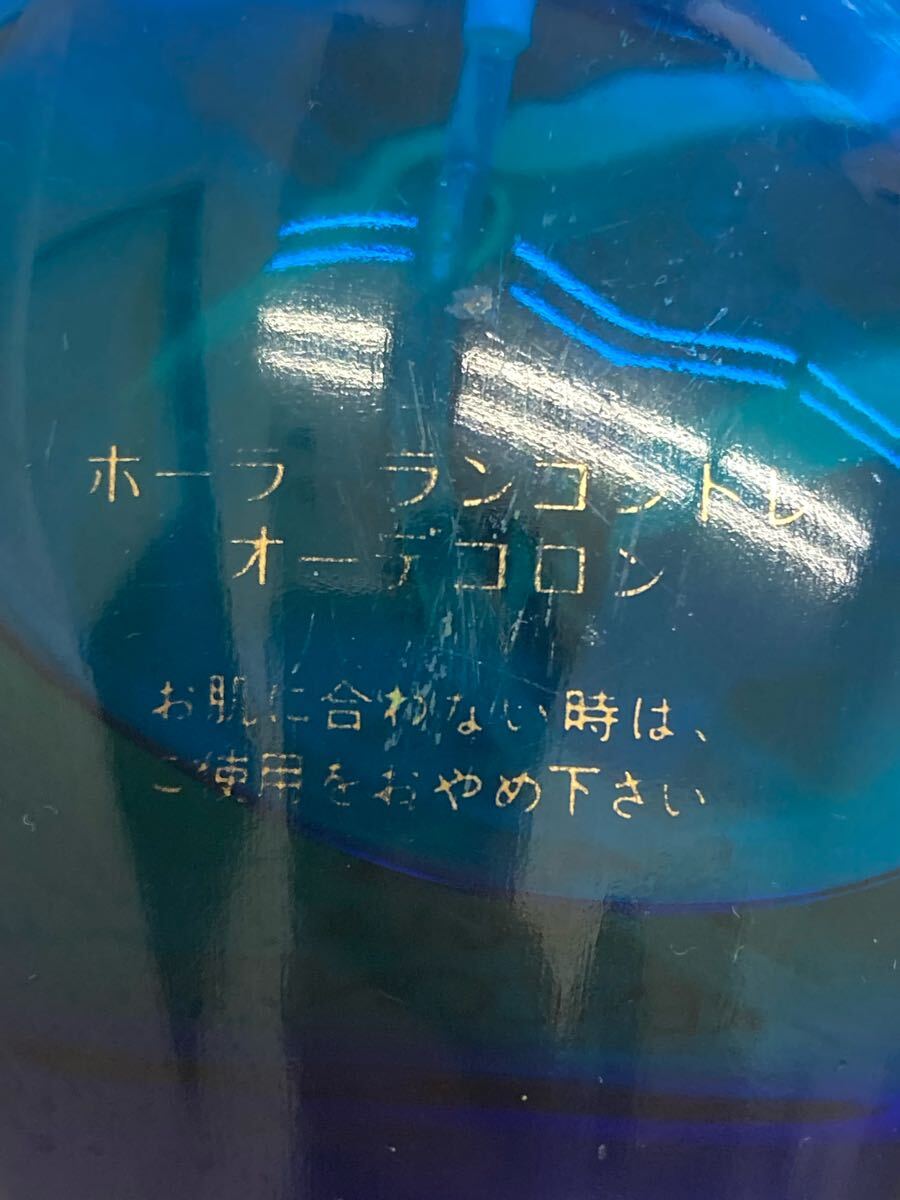 ホーラ　ランコントレ
オーデコロン
お肌に合わない時は、
ご使用をおやめ下さい